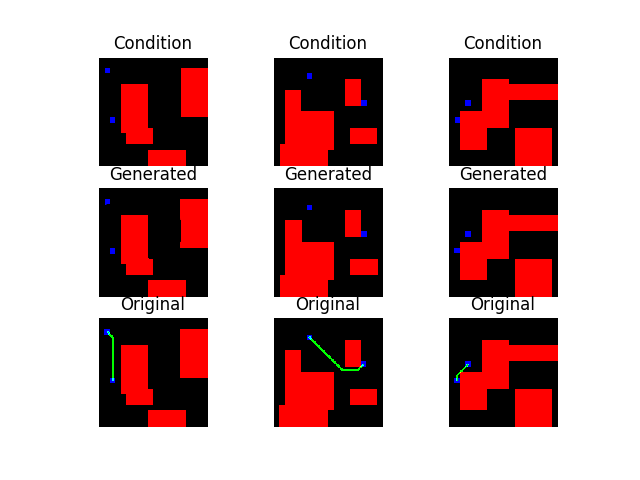 Condition
Condition
Condition
Generated
Generated
Generated
Original
Original
Original